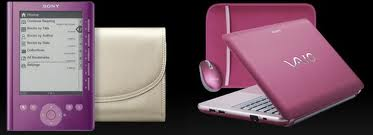 SONY
Home
Continue Reading
Books by Title
Books by Author
Books by Date
Collections
All Bookmarks
Settings
VAIO